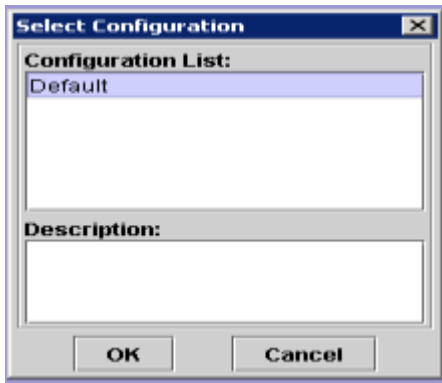 Select Configuration
Configuration List:
Default
Description:
OK
Cancel